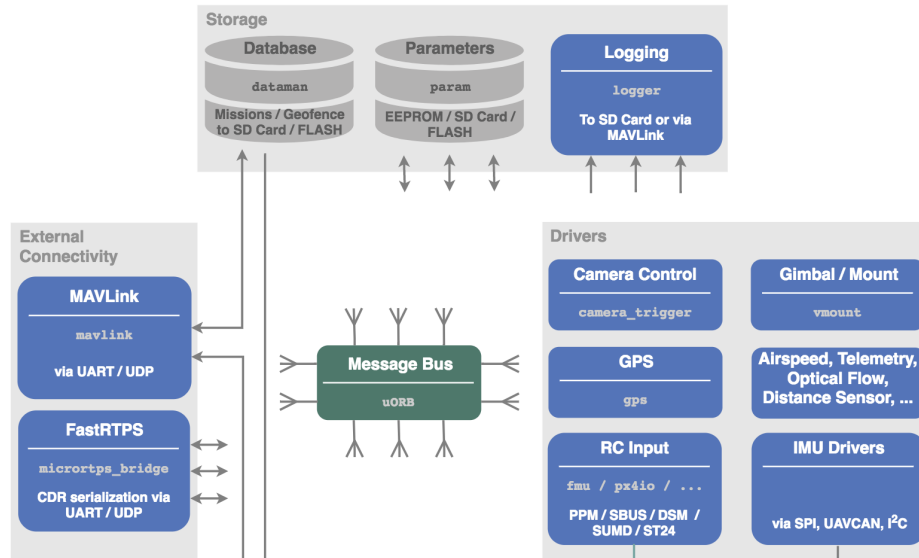 Storage
Database
dataman
Missions / Geofence
to SD Card / FLASH
Parameters
param
EEPROM / SD Card /
FLASH
Logging
logger
To SD Card or via
MAVLink
External
Connectivity
MAVLink
mavlink
via UART / UDP
FastRTPS
micrortps_bridge
CDR serialization via
UART / UDP
Message Bus
uORB
Drivers
Camera Control
camera_trigger
Gimbal / Mount
vmount
GPS
gps
Airspeed, Telemetry,
Optical Flow,
Distance Sensor, ...
RC Input
fmu / px4io / ...
PPM / SBUS / DSM /
SUMD / ST24
IMU Drivers
via SPI, UAVCAN, I²C